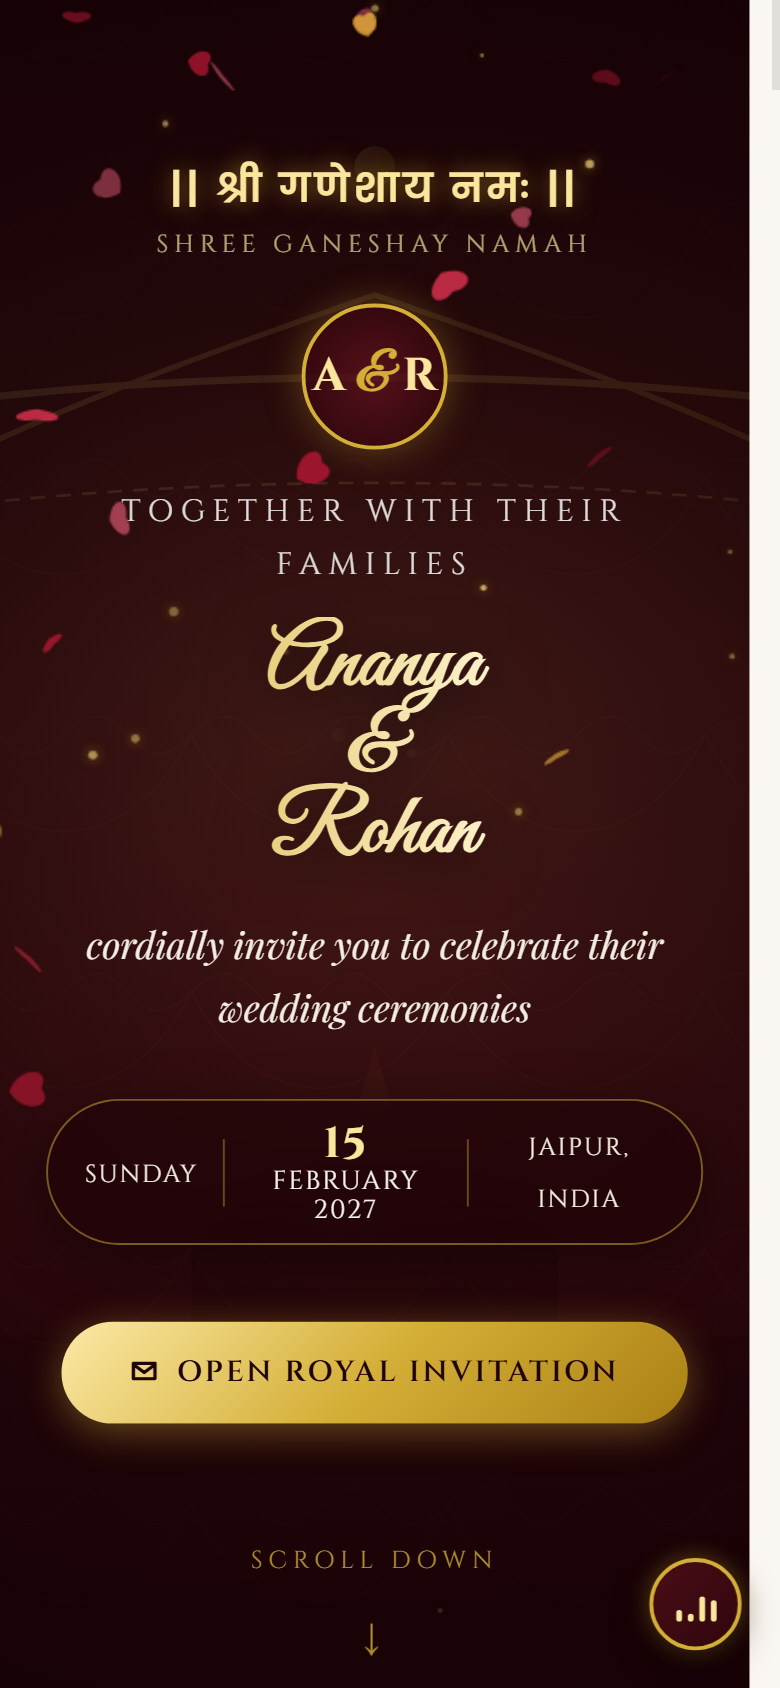 || श्री गणेशाय नमः ||
SHREE GANESHAY NAMAH
A & R
TOGETHER WITH THEIR
FAMILIES
Ananya
&
Rohan
cordially invite you to celebrate their
wedding ceremonies
SUNDAY
15
FEBRUARY
2027
JAIPUR,
INDIA
OPEN ROYAL INVITATION
SCROLL DOWN
↓